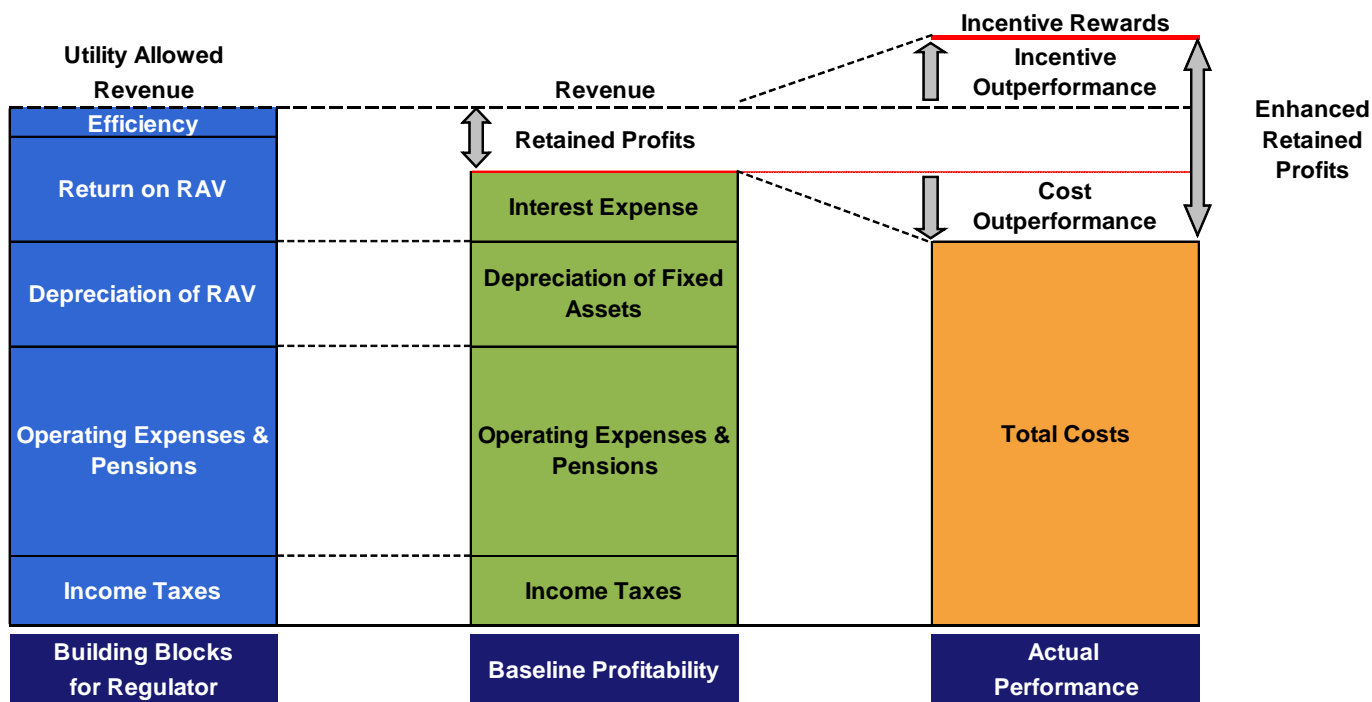 Utility Allowed
Revenue
Efficiency
Return on RAV
Depreciation of RAV
Operating Expenses &
Pensions
Income Taxes
Building Blocks
for Regulator
Revenue
Retained Profits
Interest Expense
Depreciation of Fixed
Assets
Operating Expenses &
Pensions
Income Taxes
Baseline Profitability
Incentive Rewards
Incentive
Outperformance
Cost
Outperformance
Total Costs
Actual
Performance
Enhanced
Retained
Profits